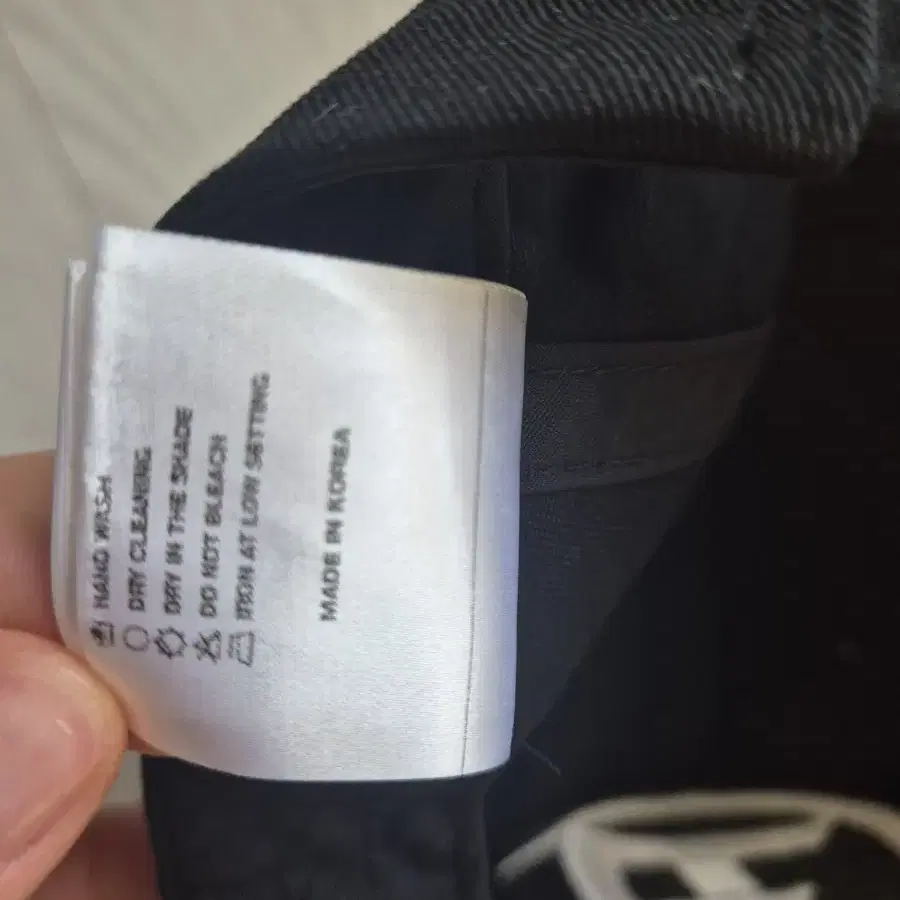 HAND WASH
DRY CLEANING
DRY IN THE SHADE
DO NOT BLEACH
IRON AT LOW SETTING
MADE IN KOREA